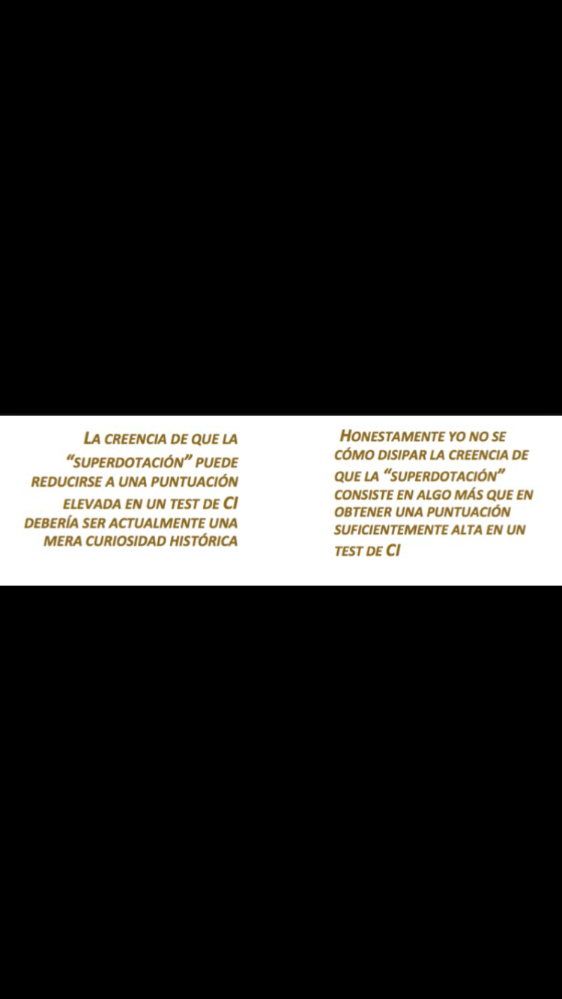 LA CREENCIA DE QUE LA
“SUPERDOTACIÓN” PUEDE
REDUCIRSE A UNA PUNTUACIÓN
ELEVADA EN UN TEST DE CI
DEBERÍA SER ACTUALMENTE UNA
MERA CURIOSIDAD HISTÓRICA
HONESTAMENTE YO NO SE
CÓMO DISIPAR LA CREENCIA DE
QUE LA “SUPERDOTACIÓN”
CONSISTE EN ALGO MÁS QUE EN
OBTENER UNA PUNTUACIÓN
SUFICIENTEMENTE ALTA EN UN
TEST DE CI